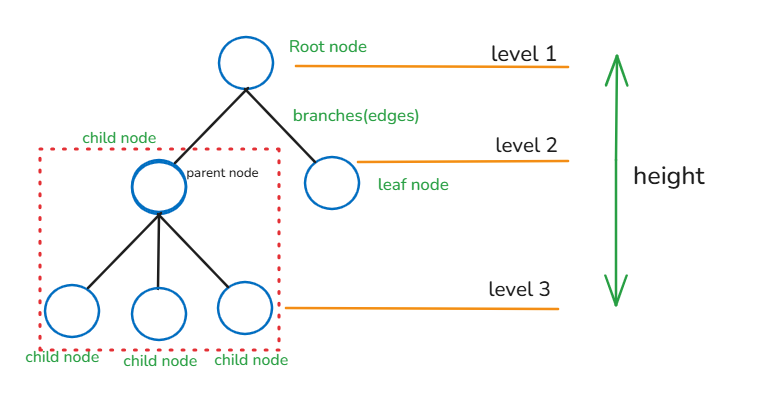 Root node
level 1
branches(edges)
child node
level 2
parent node
height
leaf node
level 3
child node
child node
child node